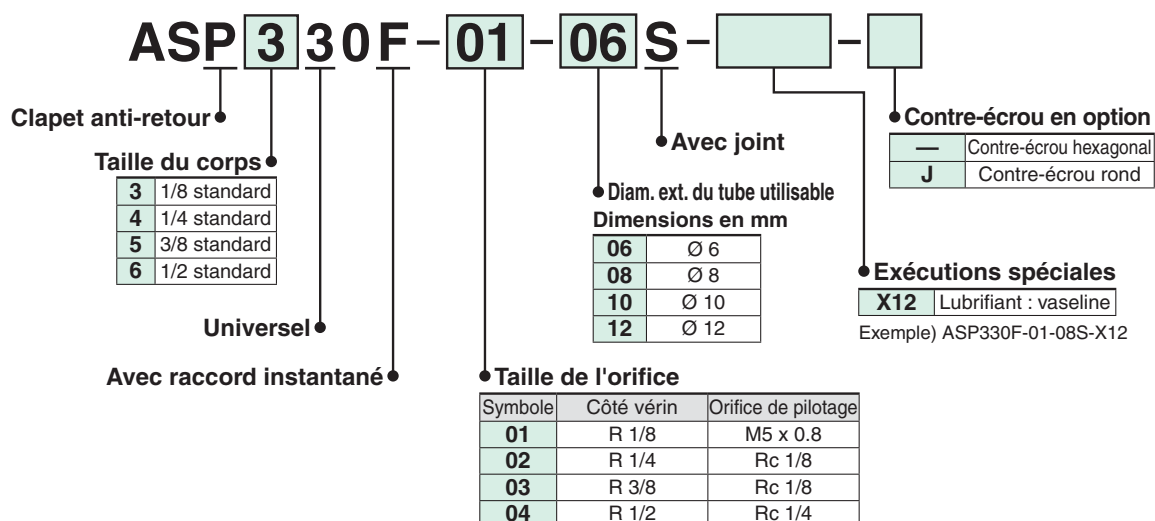 ASP 3 3 0 F – 01 – 06 S – –
Clapet anti-retour
Taille du corps
3 1/8 standard
4 1/4 standard
5 3/8 standard
6 1/2 standard
Universel
Avec raccord instantané
Taille de l'orifice
Symbole Côté vérin Orifice de pilotage
01 R 1/8 M5 x 0.8
02 R 1/4 Rc 1/8
03 R 3/8 Rc 1/8
04 R 1/2 Rc 1/4
Diam. ext. du tube utilisable
Dimensions en mm
06 Ø 6
08 Ø 8
10 Ø 10
12 Ø 12
Avec joint
Exécutions spéciales
X12 Lubrifiant : vaseline
Exemple) ASP330F-01-08S-X12
Contre-écrou en option
— Contre-écrou hexagonal
J Contre-écrou rond